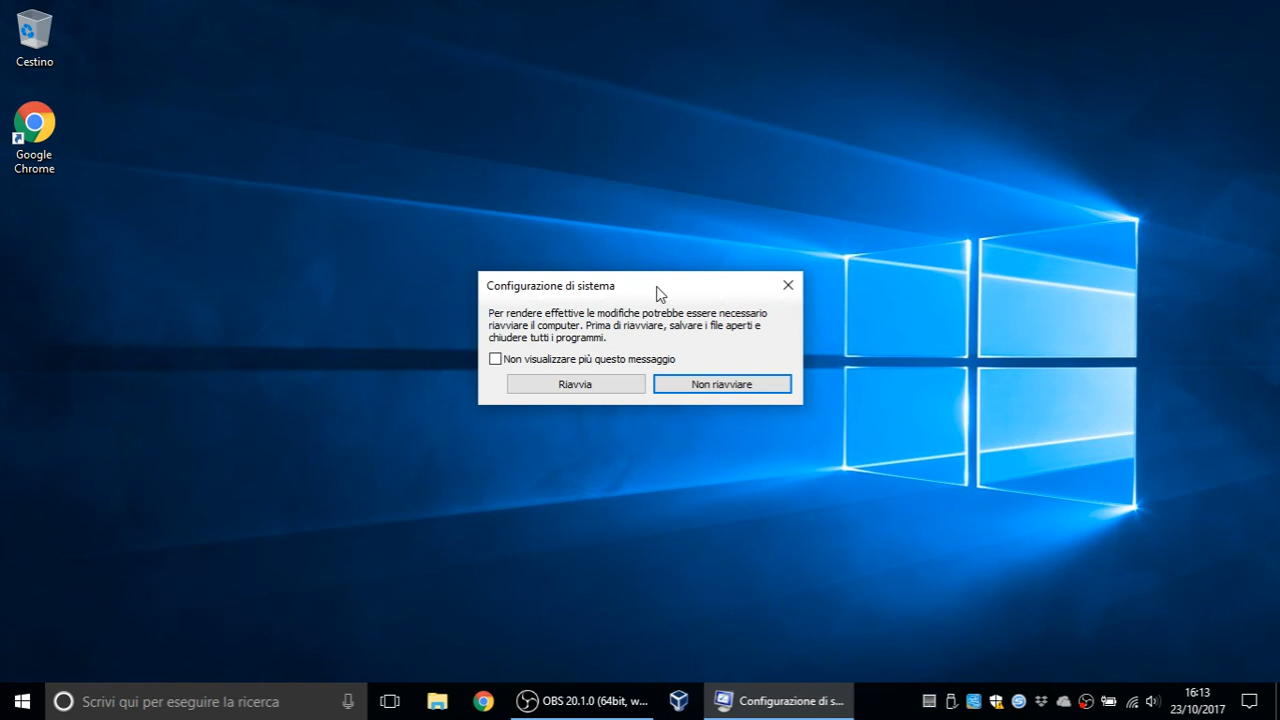 Cestino
Google
Chrome
Configurazione di sistema
Per rendere effettive le modifiche potrebbe essere necessario
riavviare il computer. Prima di riavviare, salvare i file aperti e
chiudere tutti i programmi.
Non visualizzare più questo messaggio
Riavvia
Non riavviare
Scrivi qui per eseguire la ricerca
OBS 20.1.0 (64bit, w...
Configurazione di s...
16:13
23/10/2017